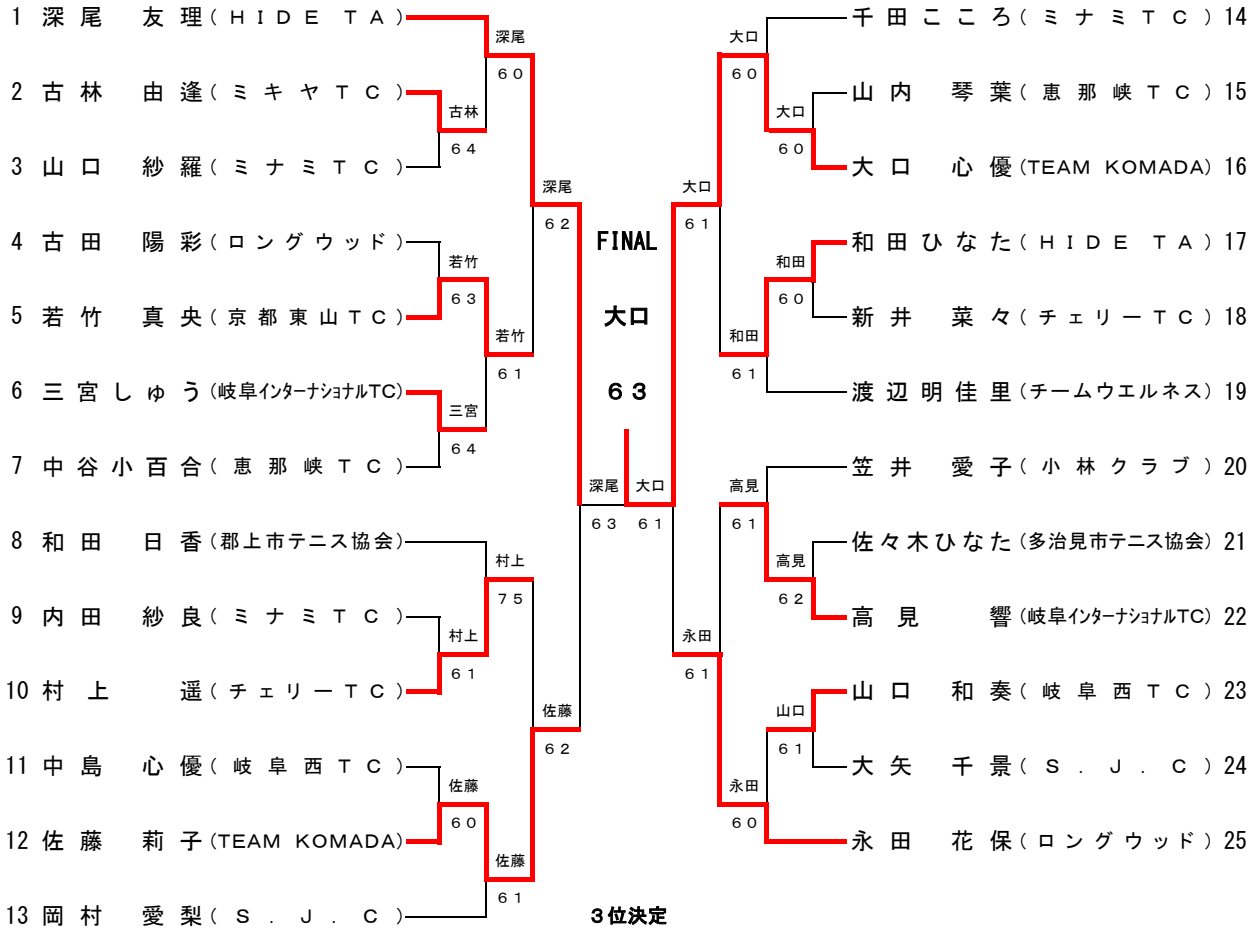 1 深尾 友理(HIDE TA)
2 古林 由逢(ミキヤTC)
3 山口 紗羅(ミナミTC)
4 古田 陽彩(ロングウッド)
5 若竹 真央(京都東山TC)
6 三宮しゅう(岐阜インターナショナルTC)
7 中谷小百合(恵那峡TC)
8 和田 日香(郡上市テニス協会)
9 内田 紗良(ミナミTC)
10 村上 遥(チェリーTC)
11 中島 心優(岐阜西TC)
12 佐藤 莉子(TEAM KOMADA)
13 岡村 愛梨(S.J.C)
古林
64
若竹
63
三宮
64
村上
61
佐藤
60
深尾
60
若竹
61
村上
75
佐藤
61
深尾
62
佐藤
62
深尾
63
FINAL
大口
63
大口
61
3位決定
大口
61
永田
61
大口
60
和田
61
高見
61
永田
60
大口
60
和田
60
高見
62
山口
61
千田こころ(ミナミTC) 14
山内 琴葉(恵那峡TC) 15
大口 心優(TEAM KOMADA) 16
和田ひなた(HIDE TA) 17
新井 菜々(チェリーTC) 18
渡辺明佳里(チームウエルネス) 19
笠井 愛子(小林クラブ) 20
佐々木ひなた(多治見市テニス協会) 21
高見 響(岐阜インターナショナルTC) 22
山口 和奏(岐阜西TC) 23
大矢 千景(S.J.C) 24
永田 花保(ロングウッド) 25